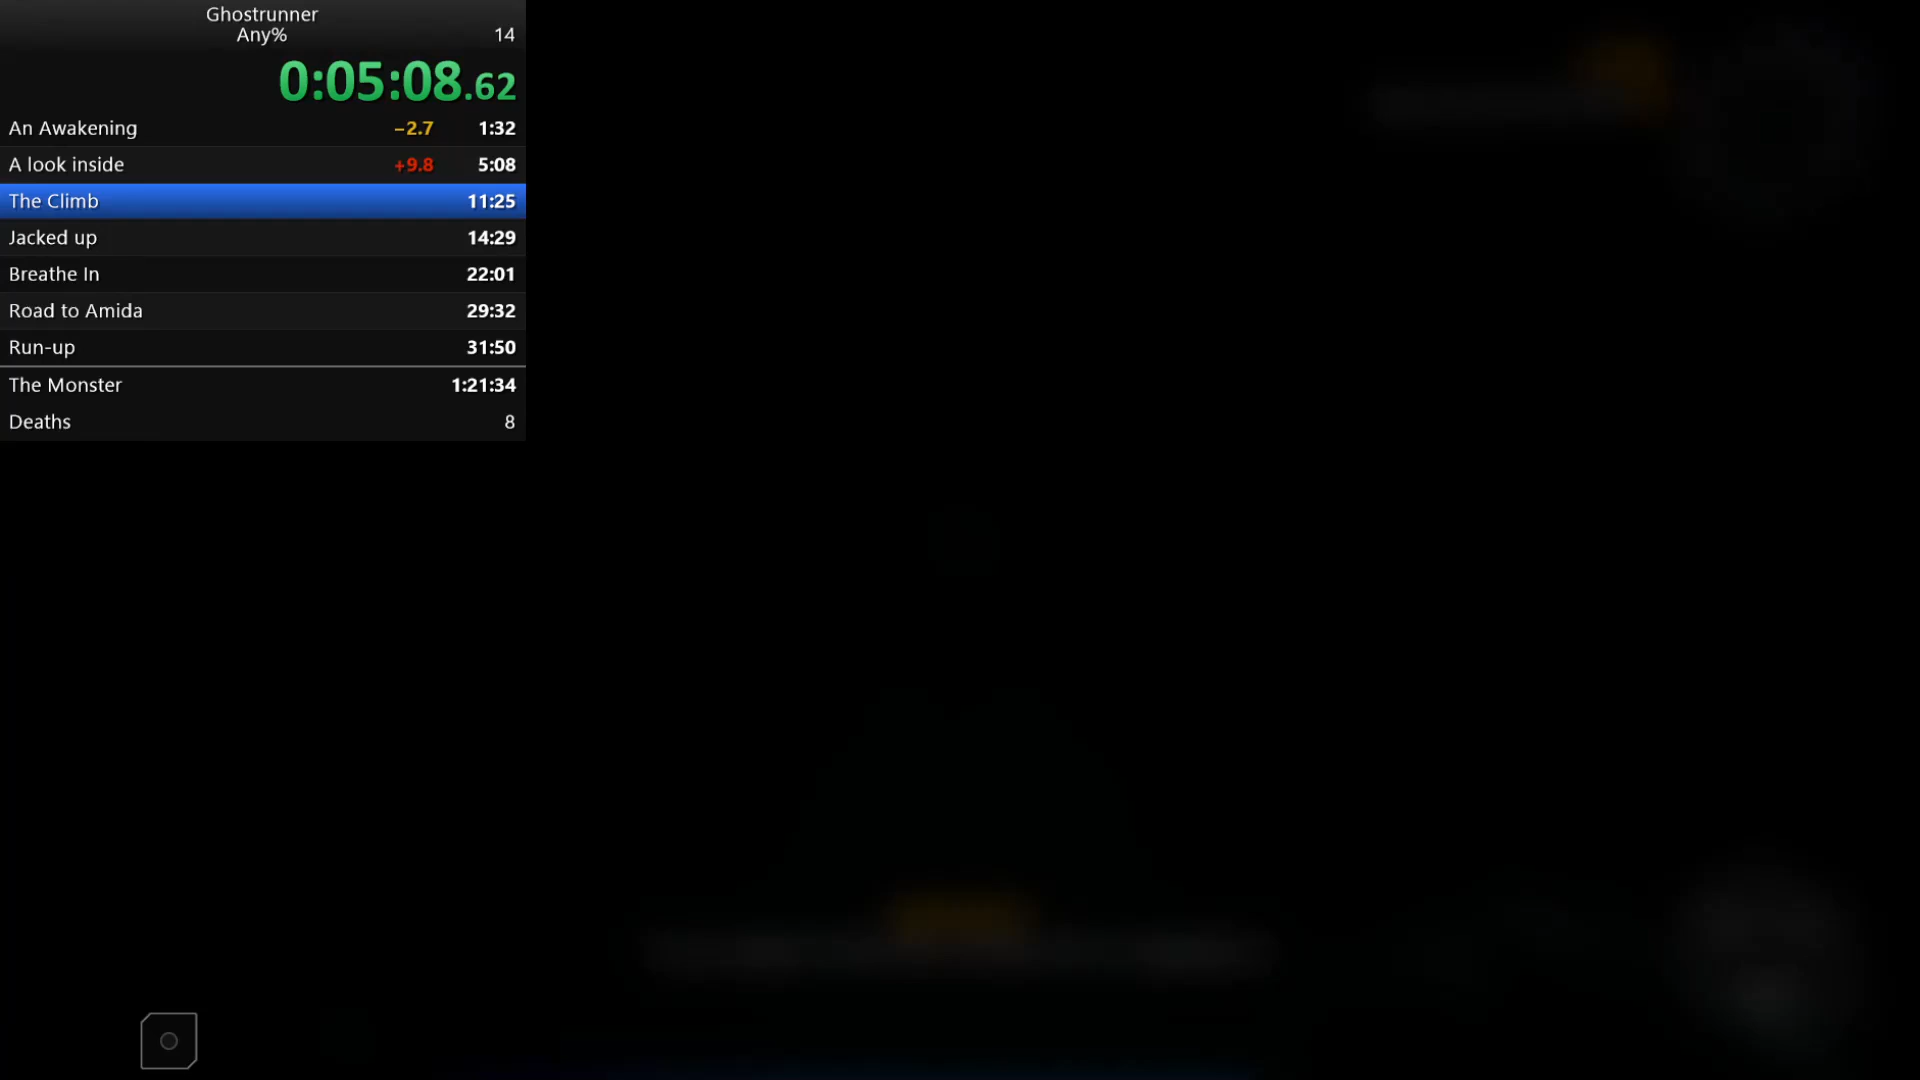 Ghostrunner
Any% 14
0:05:08.62
An Awakening −2.7 1:32
A look inside +9.8 5:08
The Climb 11:25
Jacked up 14:29
Breathe In 22:01
Road to Amida 29:32
Run-up 31:50
The Monster 1:21:34
Deaths 8